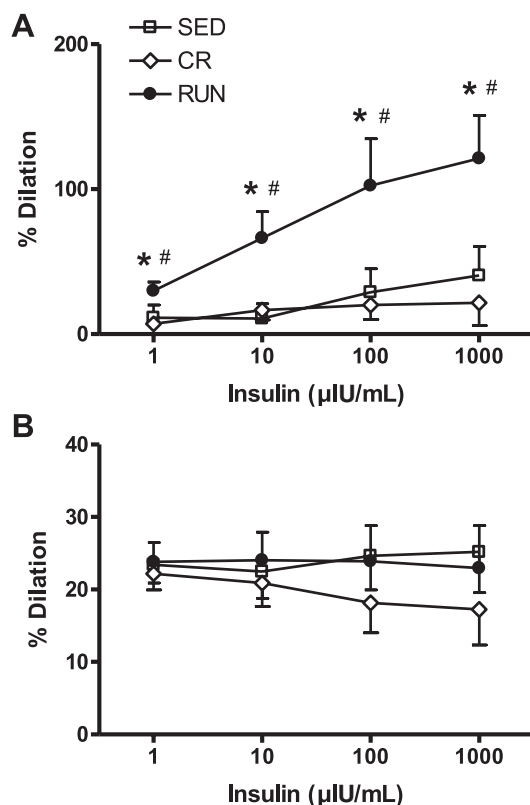 A
SED
CR
RUN
200
100
0
% Dilation
* #
* #
* #
* #
1 10 100 1000
Insulin (µIU/mL)
B
40
30
20
10
0
% Dilation
1 10 100 1000
Insulin (µIU/mL)